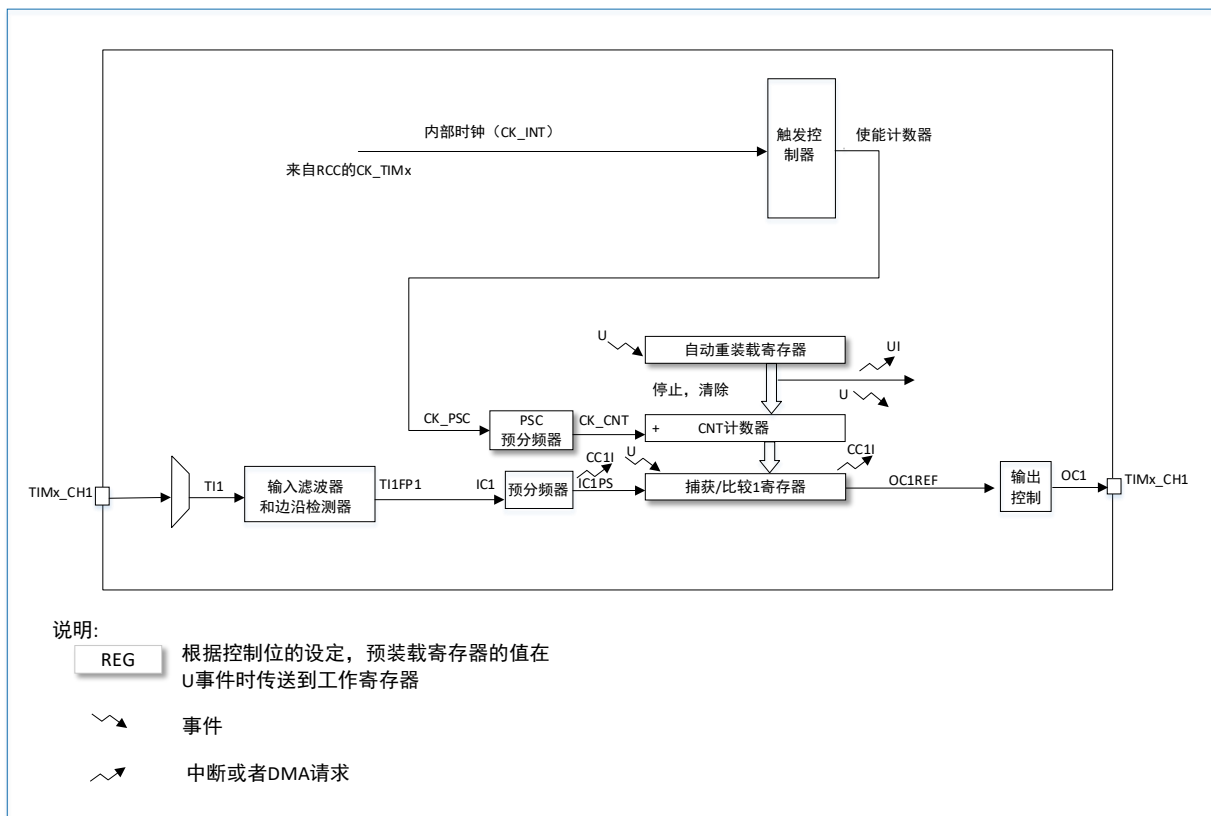 内部时钟（CK_INT）
来自RCC的CK_TIMx
触发控
制器
使能计数器
U
自动重装载寄存器
UI
停止，清除
U
CK_PSC
PSC
预分频器
CK_CNT
+
CNT计数器
CC1I
U
CC1I
TIMx_CH1
TI1
输入滤波器
和边沿检测器
TI1FP1
IC1
预分频器
IC1PS
捕获/比较1寄存器
OC1REF
输出
控制
OC1
TIMx_CH1
说明:
REG
根据控制位的设定，预装载寄存器的值在
U事件时传送到工作寄存器
事件
中断或者DMA请求